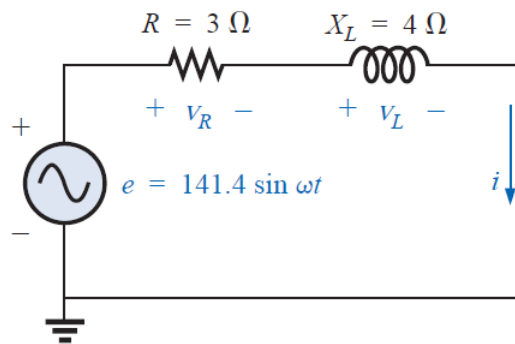 R = 3 Ω
X_L = 4 Ω
+ v_R −
+ v_L −
+
e = 141.4 sin ωt
i
−